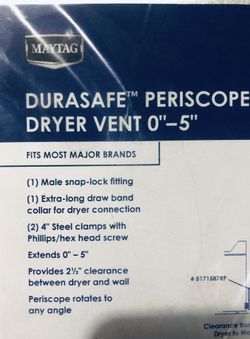 MAYTAG
DURASAFE™ PERISCOPE
DRYER VENT 0"–5"
FITS MOST MAJOR BRANDS
(1) Male snap-lock fitting
(1) Extra-long draw band
collar for dryer connection
(2) 4" Steel clamps with
Phillips/hex head screw
Extends 0" – 5"
Provides 2½" clearance
between dryer and wall
Periscope rotates to
any angle
# 8171587RP
Clearance from
Dryer to